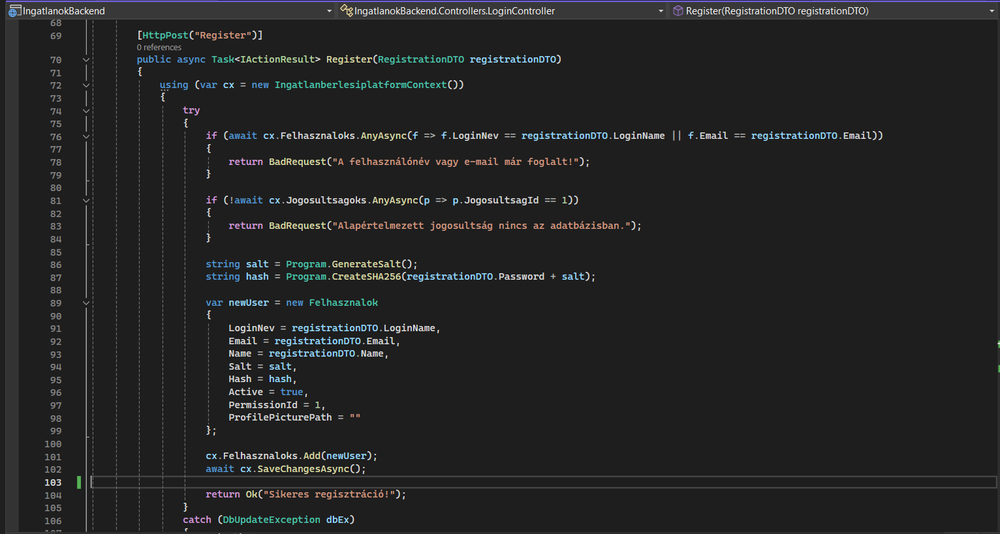 IngatlanokBackend IngatlanokBackend.Controllers.LoginController Register(RegistrationDTO registrationDTO)
68
69 [HttpPost("Register")]
0 references
70 public async Task<IActionResult> Register(RegistrationDTO registrationDTO)
71 {
72 using (var cx = new IngatlanberlesiplatformContext())
73 {
74 try
75 {
76 if (await cx.Felhasznaloks.AnyAsync(f => f.LoginNev == registrationDTO.LoginName || f.Email == registrationDTO.Email))
77 {
78 return BadRequest("A felhasználónév vagy e-mail már foglalt!");
79 }
80
81 if (!await cx.Jogosultsagoks.AnyAsync(p => p.JogosultsagId == 1))
82 {
83 return BadRequest("Alapértelmezett jogosultság nincs az adatbázisban.");
84 }
85
86 string salt = Program.GenerateSalt();
87 string hash = Program.CreateSHA256(registrationDTO.Password + salt);
88
89 var newUser = new Felhasznalok
90 {
91 LoginNev = registrationDTO.LoginName,
92 Email = registrationDTO.Email,
93 Name = registrationDTO.Name,
94 Salt = salt,
95 Hash = hash,
96 Active = true,
97 PermissionId = 1,
98 ProfilePicturePath = ""
99 };
100
101 cx.Felhasznaloks.Add(newUser);
102 await cx.SaveChangesAsync();
103
104 return Ok("Sikeres regisztráció!");
105 }
106 catch (DbUpdateException dbEx)